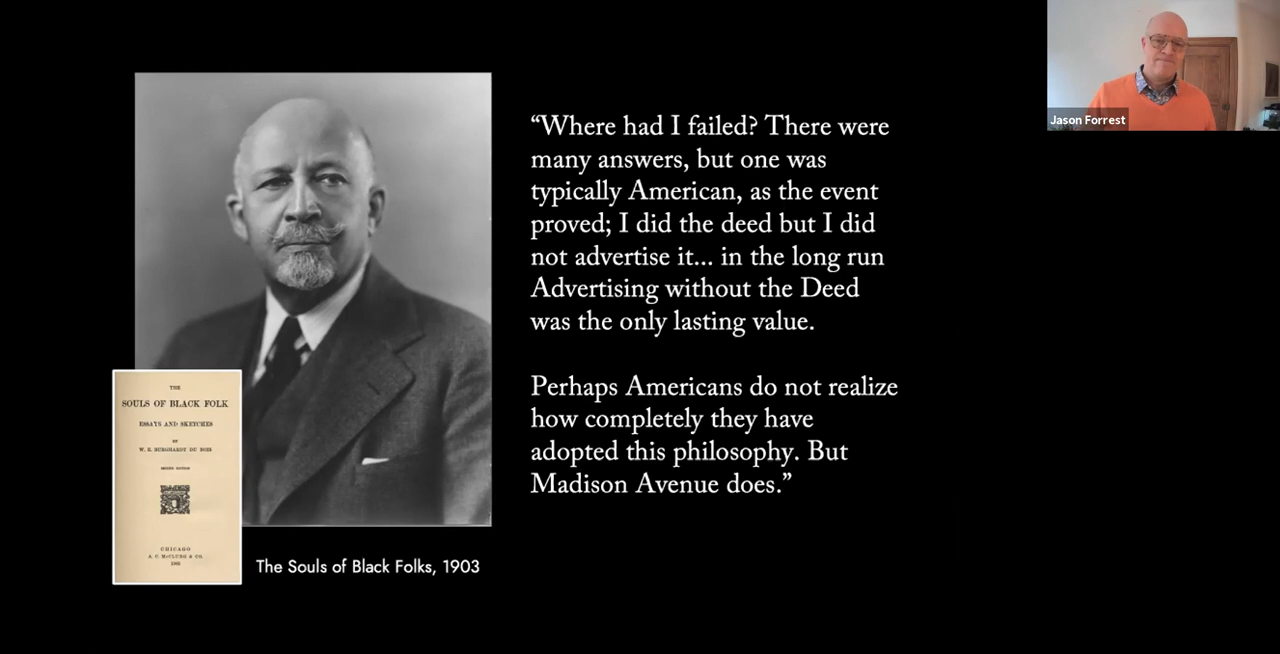 “Where had I failed? There were
many answers, but one was
typically American, as the event
proved; I did the deed but I did
not advertise it... in the long run
Advertising without the Deed
was the only lasting value.
Perhaps Americans do not realize
how completely they have
adopted this philosophy. But
Madison Avenue does.”
THE
SOULS OF BLACK FOLK
ESSAYS AND SKETCHES
BY
W. E. BURGHARDT DU BOIS
SECOND EDITION
CHICAGO
A. C. McCLURG & CO.
1903
The Souls of Black Folks, 1903
Jason Forrest